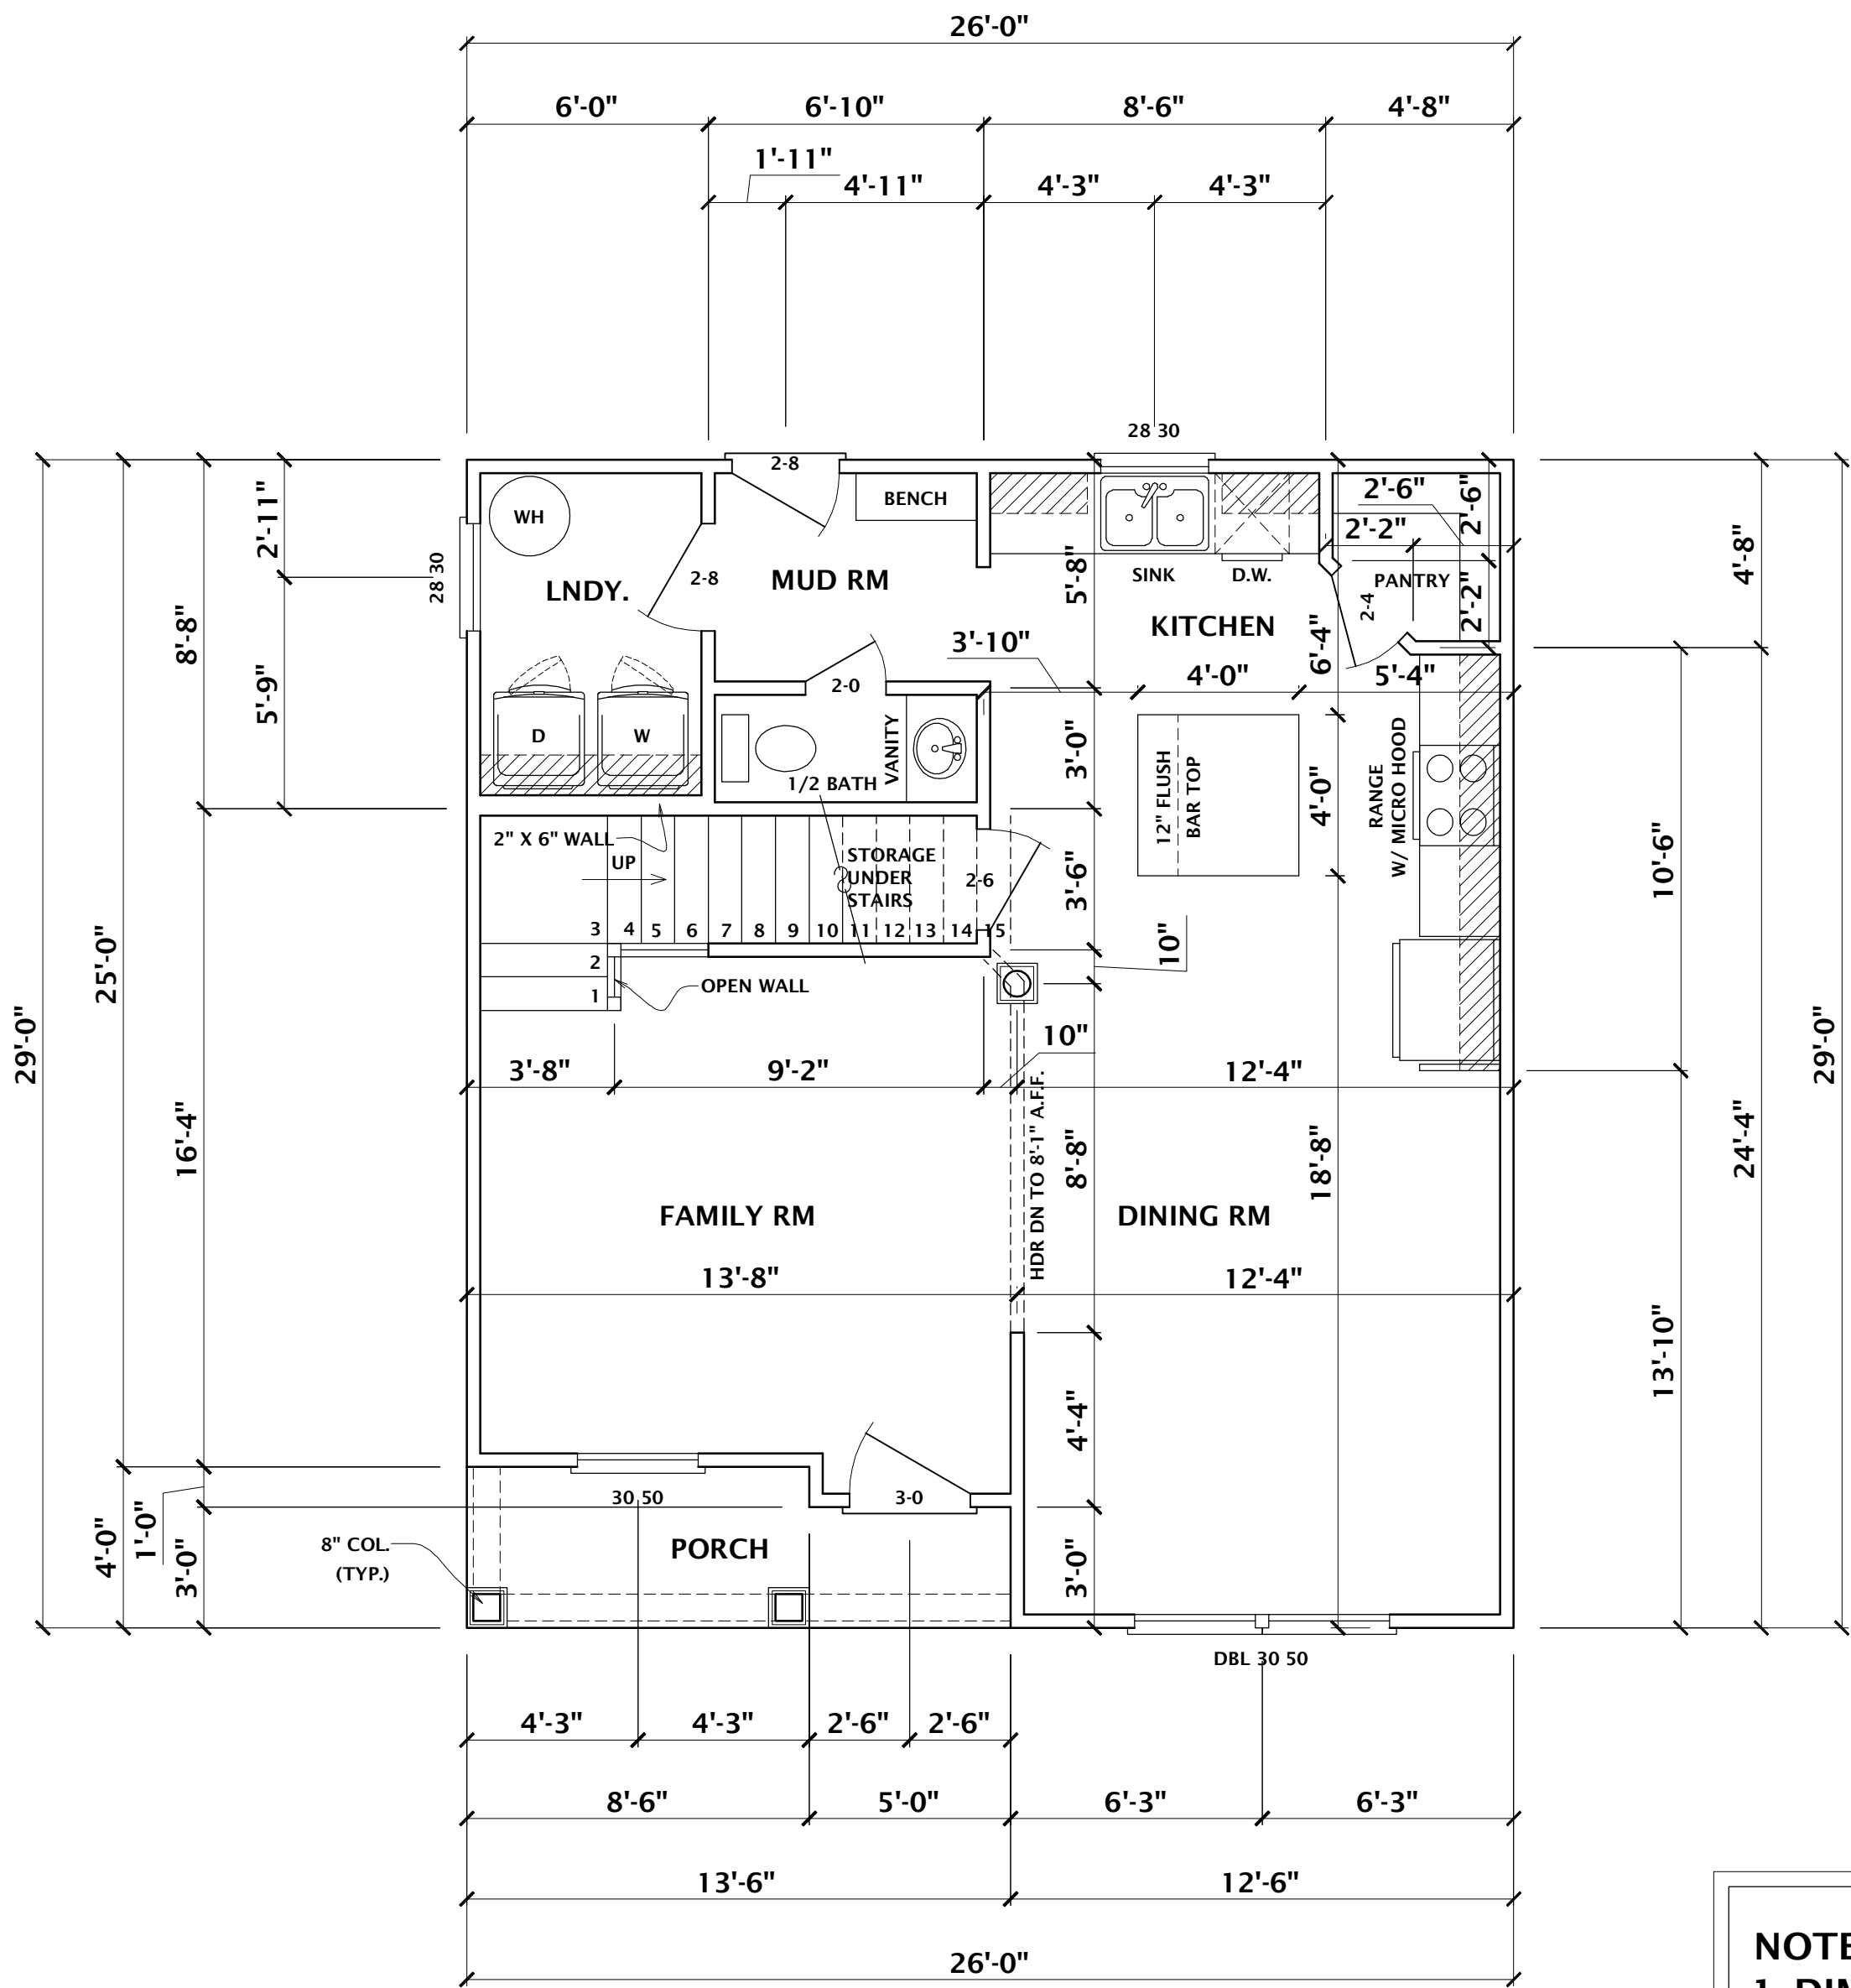 26'-0"
6'-0" 6'-10" 8'-6" 4'-8"
1'-11"
4'-11" 4'-3" 4'-3"
28 30
2-8
BENCH
WH
2'-6"
2'-6"
2'-2"
2'-11"
28 30
LNDY.
2-8
MUD RM
5'-8"
SINK
D.W.
PANTRY
2-4
2'-2"
4'-8"
8'-8"
KITCHEN
3'-10"
6'-4"
4'-0"
5'-4"
5'-9"
2-0
D
W
VANITY
1/2 BATH
3'-0"
12" FLUSH
BAR TOP
4'-0"
RANGE
W/ MICRO HOOD
2" X 6" WALL
UP
STORAGE
UNDER
STAIRS
2-6
3'-6"
10'-6"
3 4 5 6 7 8 9 10 11 12 13 14 15
2
1
OPEN WALL
10"
25'-0"
29'-0"
29'-0"
10"
3'-8" 9'-2" 12'-4"
16'-4"
HDR DN TO 8'-1" A.F.F.
8'-8"
18'-8"
24'-4"
FAMILY RM
DINING RM
13'-8" 12'-4"
13'-10"
4'-4"
30 50
3-0
4'-0"
1'-0"
3'-0"
8" COL.
(TYP.)
PORCH
3'-0"
DBL 30 50
4'-3" 4'-3" 2'-6" 2'-6"
8'-6" 5'-0" 6'-3" 6'-3"
13'-6" 12'-6"
26'-0"
NOTE